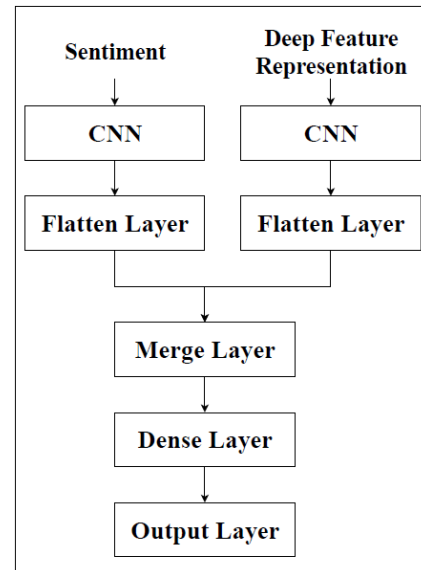 Sentiment
Deep Feature
Representation
CNN
CNN
Flatten Layer
Flatten Layer
Merge Layer
Dense Layer
Output Layer